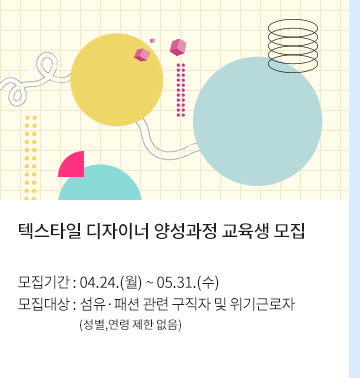 텍스타일 디자이너 양성과정 교육생 모집
모집기간 : 04.24.(월) ~ 05.31.(수)
모집대상 : 섬유·패션 관련 구직자 및 위기근로자
(성별,연령 제한 없음)